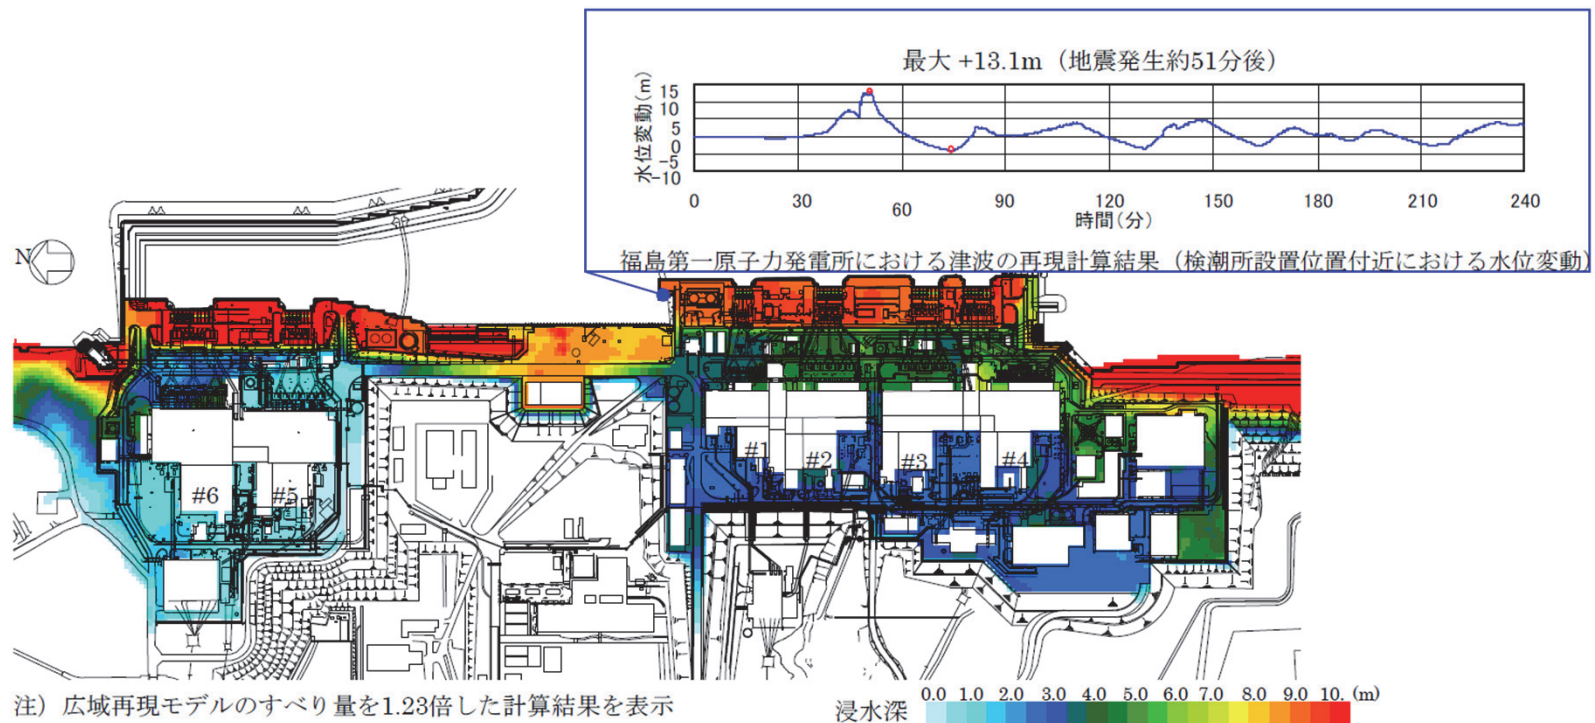 最大 +13.1m（地震発生約51分後）
水位変動(m)
15
10
5
0
-5
-10
0 30 60 90 120 150 180 210 240
時間(分)
福島第一原子力発電所における津波の再現計算結果（検潮所設置位置付近における水位変動）
N
#1 #2 #3 #4
#6 #5
注）広域再現モデルのすべり量を1.23倍した計算結果を表示
0.0 1.0 2.0 3.0 4.0 5.0 6.0 7.0 8.0 9.0 10. (m)
浸水深